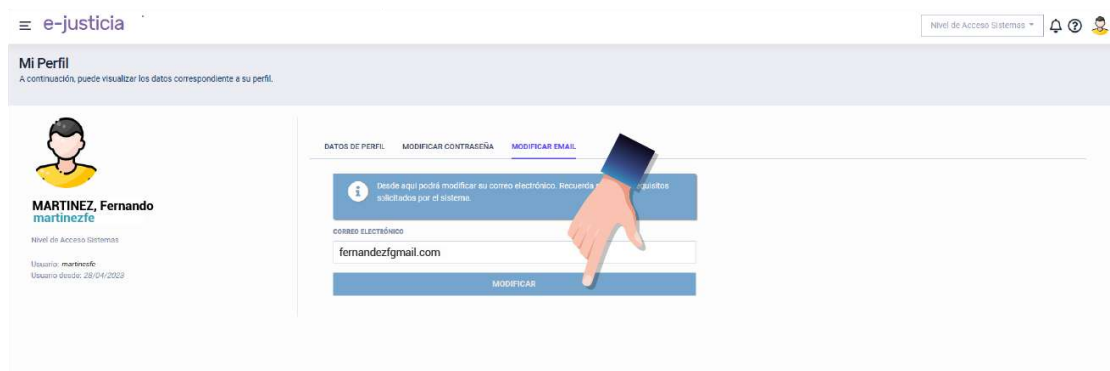 e-justicia
Nivel de Acceso Sistemas
Mi Perfil
A continuación, puede visualizar los datos correspondiente a su perfil.
DATOS DE PERFIL MODIFICAR CONTRASEÑA MODIFICAR EMAIL
Desde aquí podrá modificar su correo electrónico. Recuerda
solicitados por el sistema.
MARTINEZ, Fernando
martinezfe
Nivel de Acceso Sistemas
Usuario: martinesfe
Usuario desde: 28/04/2023
CORREO ELECTRÓNICO
fernandezfgmail.com
MODIFICAR